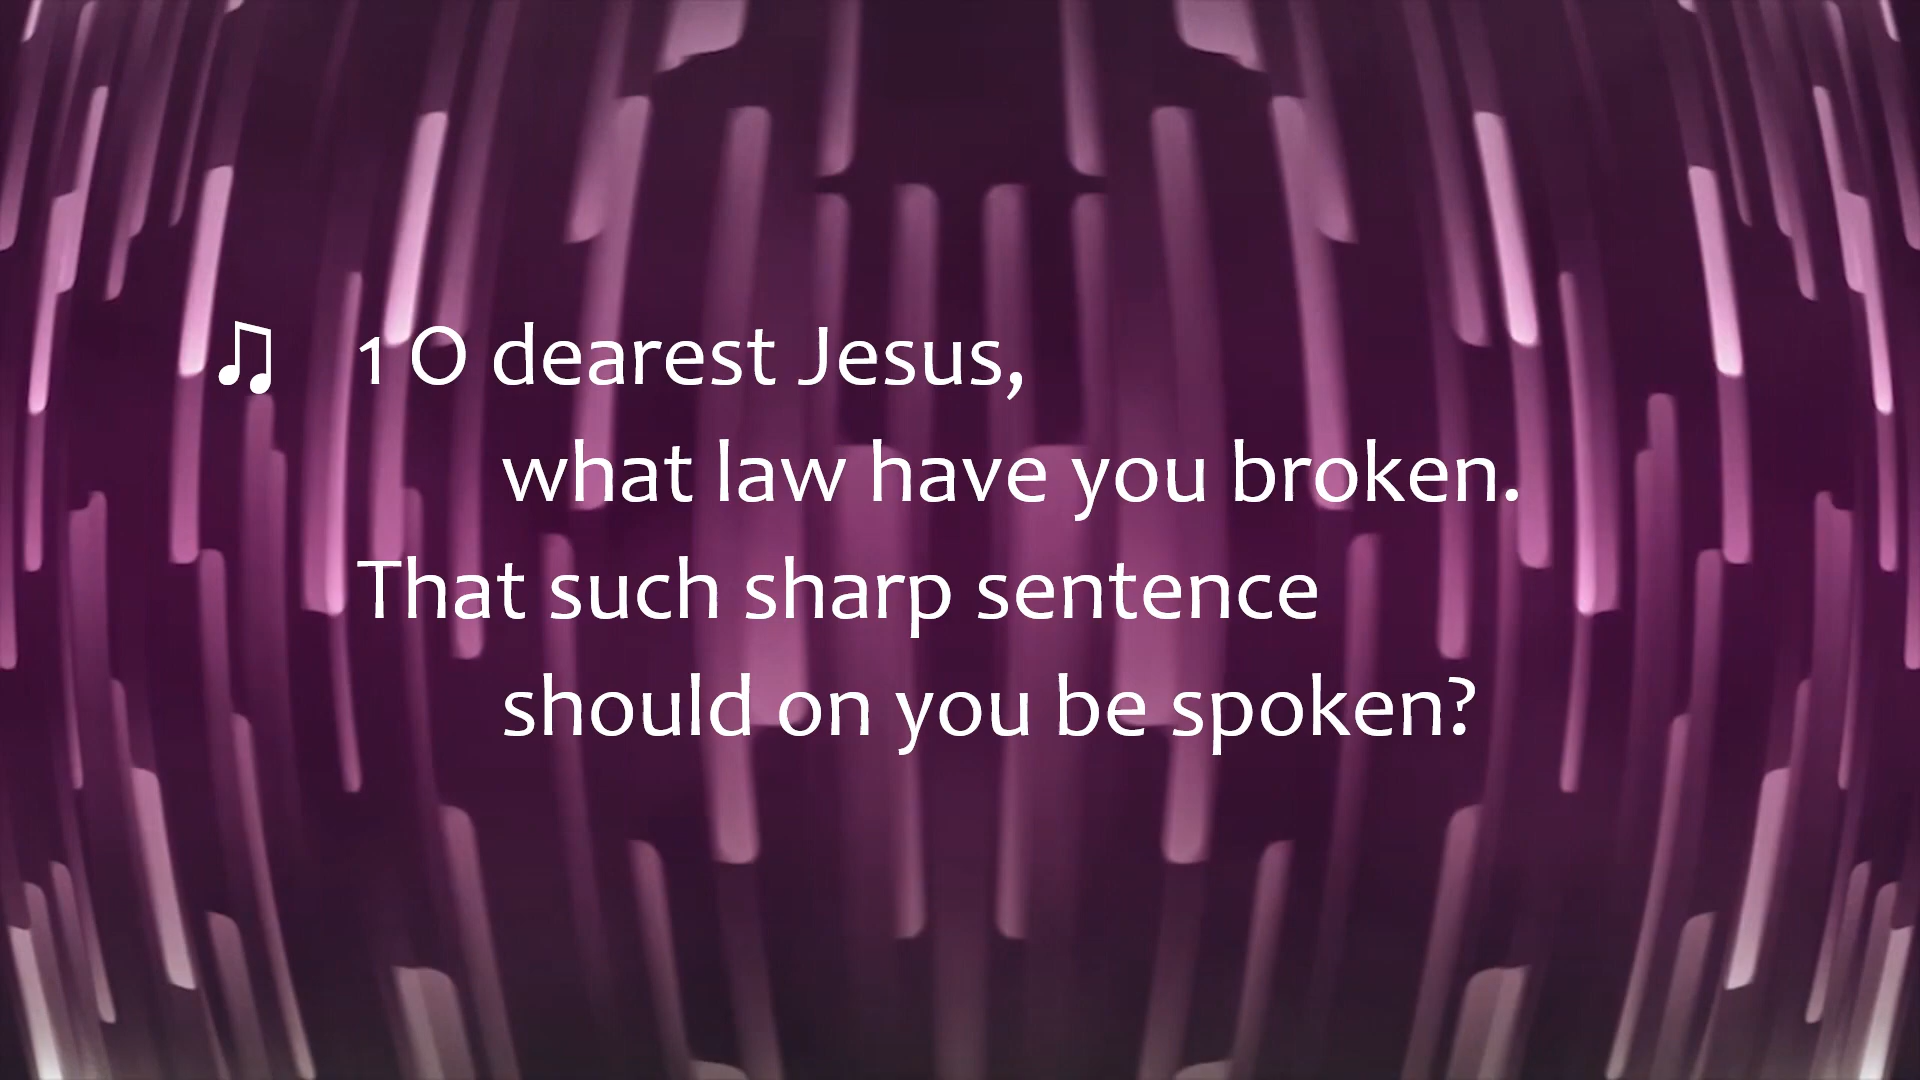 ♫ 1 O dearest Jesus,
what law have you broken.
That such sharp sentence
should on you be spoken?